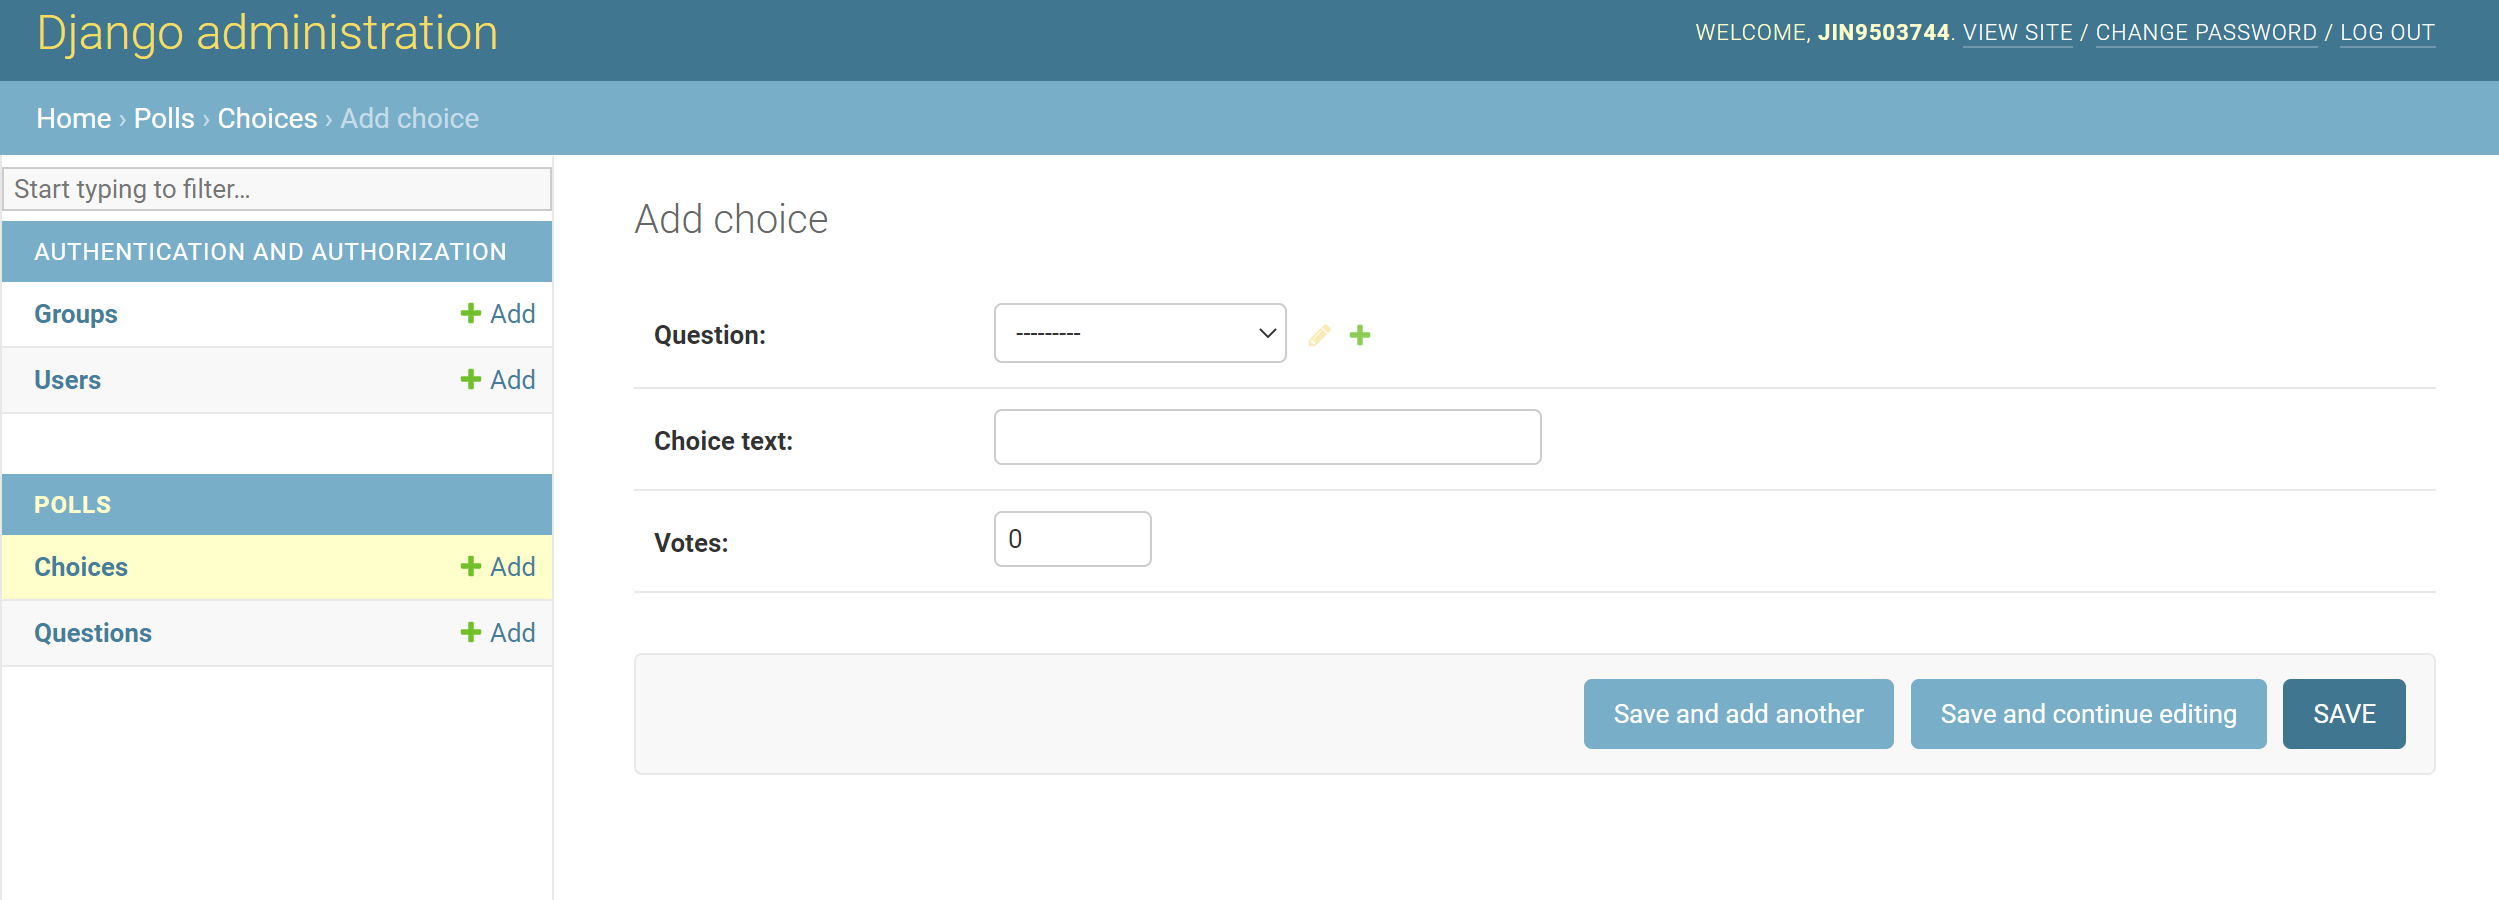 Django administration
WELCOME, JIN9503744. VIEW SITE / CHANGE PASSWORD / LOG OUT
Home › Polls › Choices › Add choice
Start typing to filter...
AUTHENTICATION AND AUTHORIZATION
Groups + Add
Users + Add
POLLS
Choices + Add
Questions + Add
Add choice
Question: ---------
Choice text:
Votes: 0
Save and add another
Save and continue editing
SAVE